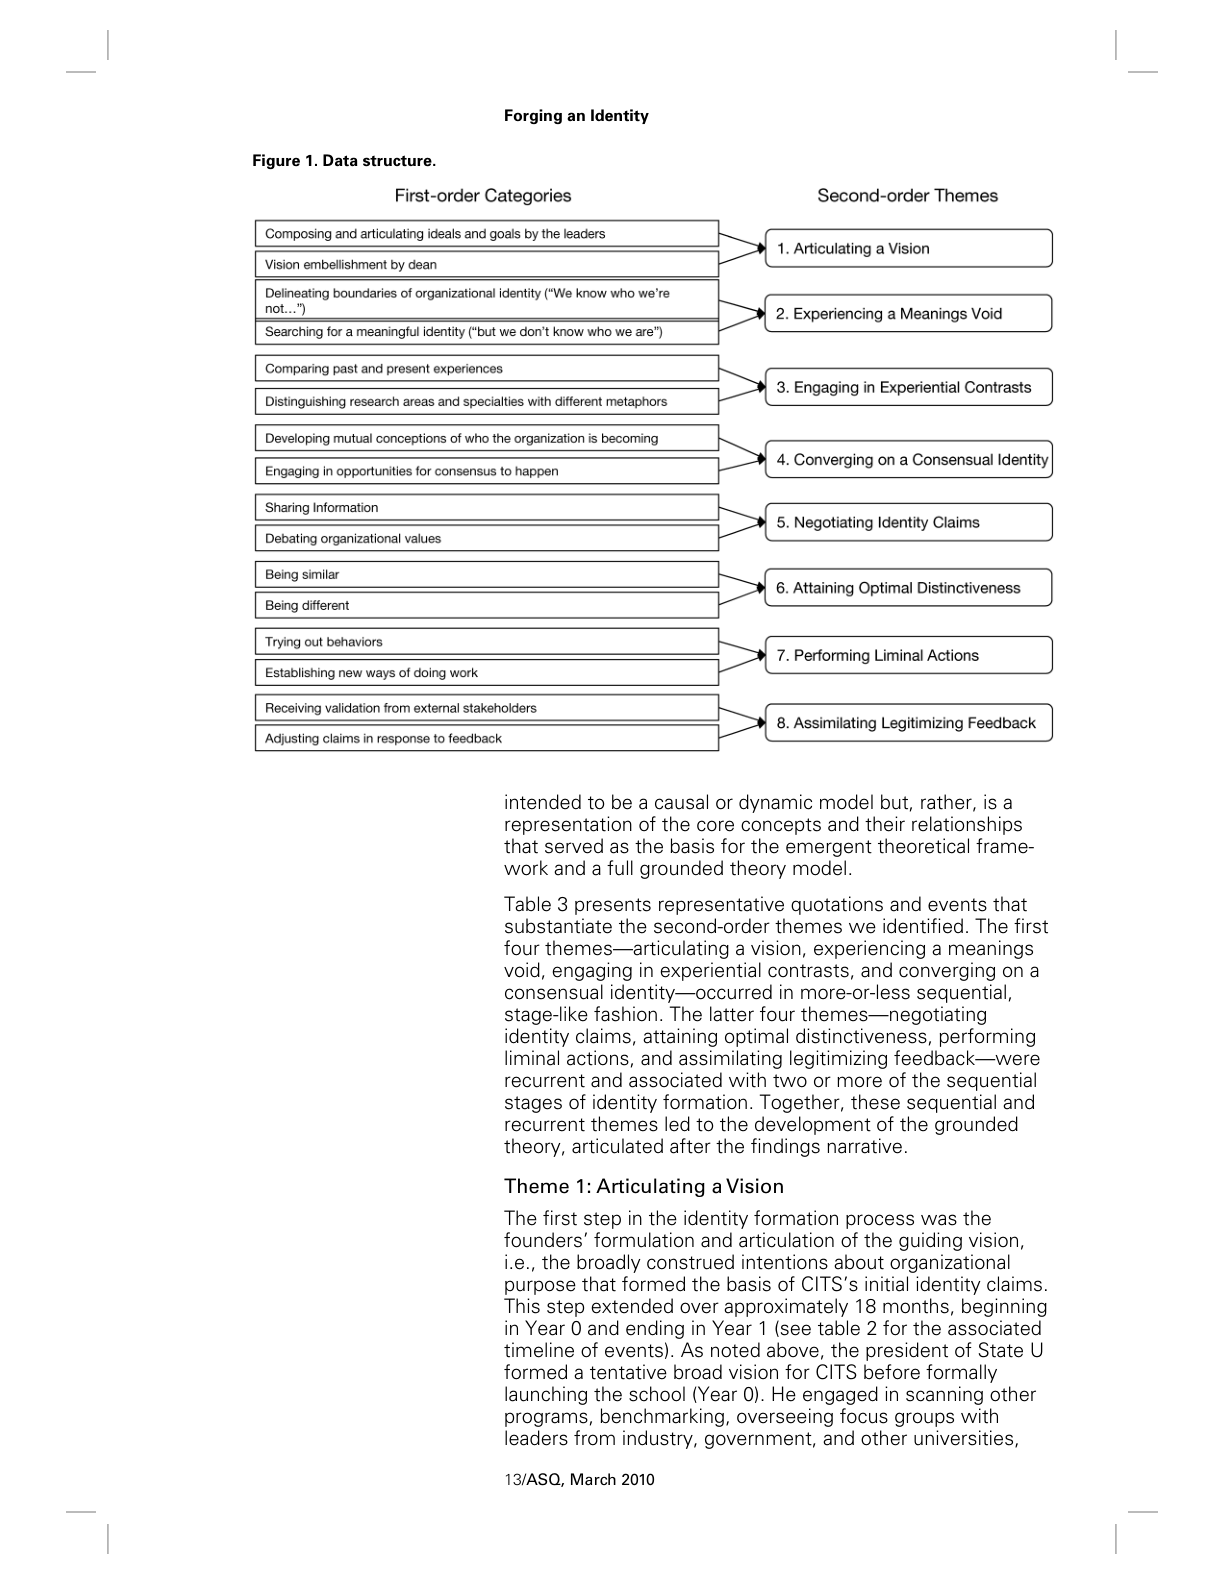 Forging an Identity
Figure 1. Data structure.
First-order Categories
Second-order Themes
Composing and articulating ideals and goals by the leaders
Vision embellishment by dean
1. Articulating a Vision
Delineating boundaries of organizational identity (“We know who we’re
not…”)
Searching for a meaningful identity (“but we don’t know who we are”)
2. Experiencing a Meanings Void
Comparing past and present experiences
Distinguishing research areas and specialties with different metaphors
3. Engaging in Experiential Contrasts
Developing mutual conceptions of who the organization is becoming
Engaging in opportunities for consensus to happen
4. Converging on a Consensual Identity
Sharing Information
Debating organizational values
5. Negotiating Identity Claims
Being similar
Being different
6. Attaining Optimal Distinctiveness
Trying out behaviors
Establishing new ways of doing work
7. Performing Liminal Actions
Receiving validation from external stakeholders
Adjusting claims in response to feedback
8. Assimilating Legitimizing Feedback
intended to be a causal or dynamic model but, rather, is a
representation of the core concepts and their relationships
that served as the basis for the emergent theoretical frame-
work and a full grounded theory model.
Table 3 presents representative quotations and events that
substantiate the second-order themes we identified. The first
four themes—articulating a vision, experiencing a meanings
void, engaging in experiential contrasts, and converging on a
consensual identity—occurred in more-or-less sequential,
stage-like fashion. The latter four themes—negotiating
identity claims, attaining optimal distinctiveness, performing
liminal actions, and assimilating legitimizing feedback—were
recurrent and associated with two or more of the sequential
stages of identity formation. Together, these sequential and
recurrent themes led to the development of the grounded
theory, articulated after the findings narrative.
Theme 1: Articulating a Vision
The first step in the identity formation process was the
founders’ formulation and articulation of the guiding vision,
i.e., the broadly construed intentions about organizational
purpose that formed the basis of CITS’s initial identity claims.
This step extended over approximately 18 months, beginning
in Year 0 and ending in Year 1 (see table 2 for the associated
timeline of events). As noted above, the president of State U
formed a tentative broad vision for CITS before formally
launching the school (Year 0). He engaged in scanning other
programs, benchmarking, overseeing focus groups with
leaders from industry, government, and other universities,
13/ASQ, March 2010